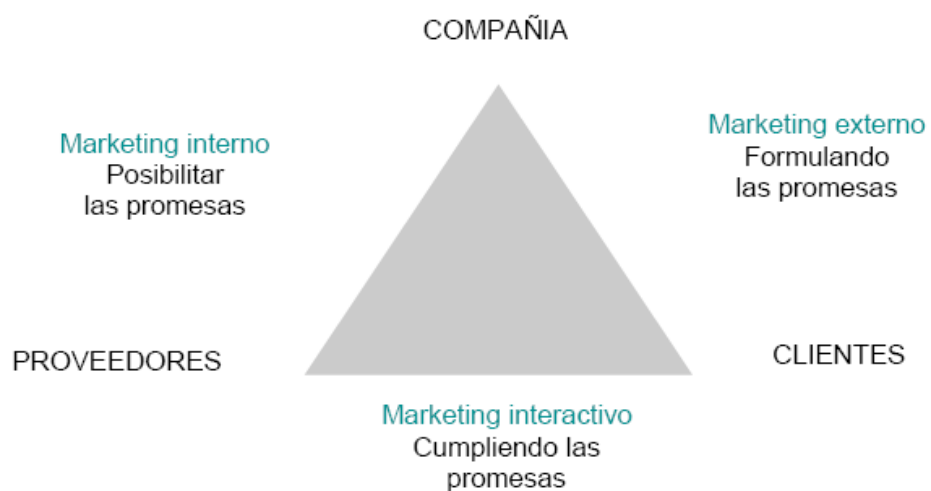 COMPAÑIA
Marketing interno
Posibilitar
las promesas
Marketing externo
Formulando
las promesas
PROVEEDORES
CLIENTES
Marketing interactivo
Cumpliendo las
promesas